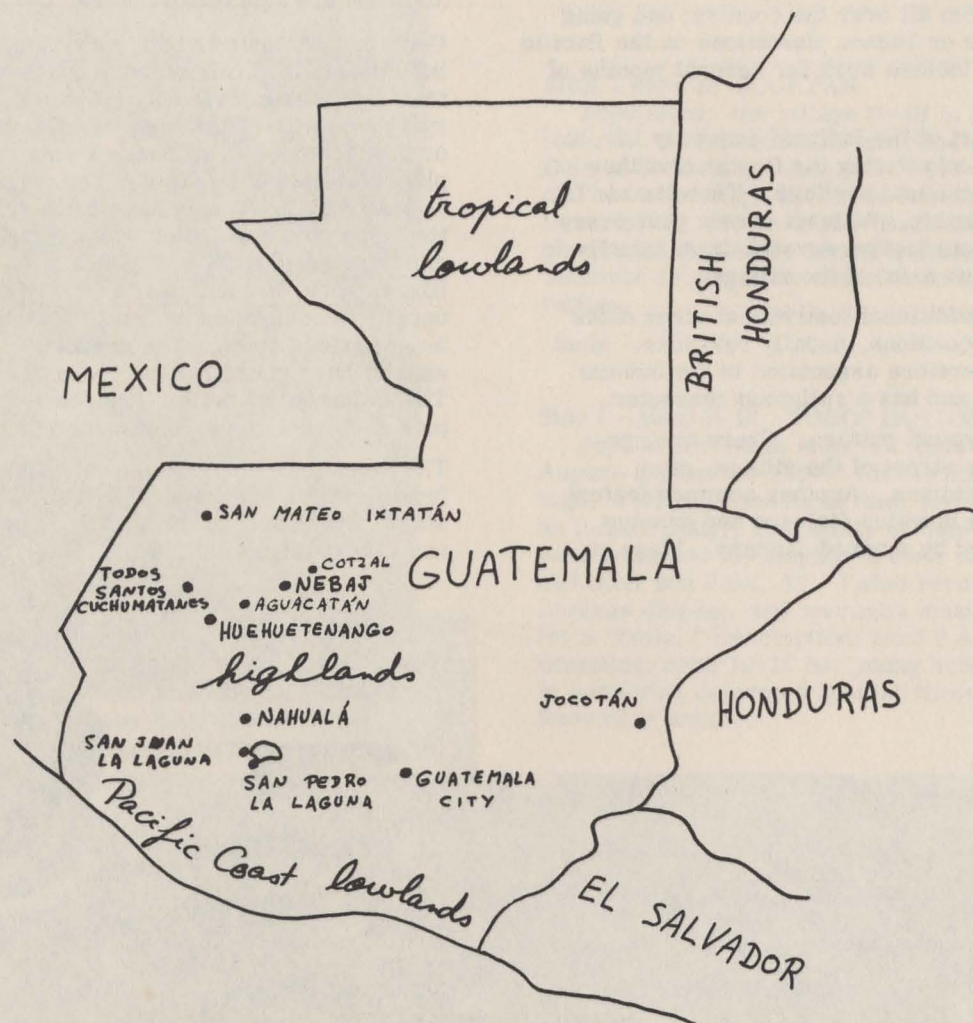 tropical
lowlands
BRITISH
HONDURAS
MEXICO
SAN MATEO IXTATÁN
GUATEMALA
COTZAL
NEBAJ
TODOS
SANTOS
CUCHUMATANES
AGUACATÁN
HUEHUETENANGO
highlands
JOCOTÁN
HONDURAS
NAHUALÁ
SAN JUAN
LA LAGUNA
SAN PEDRO
LA LAGUNA
GUATEMALA
CITY
Pacific Coast lowlands
EL SALVADOR